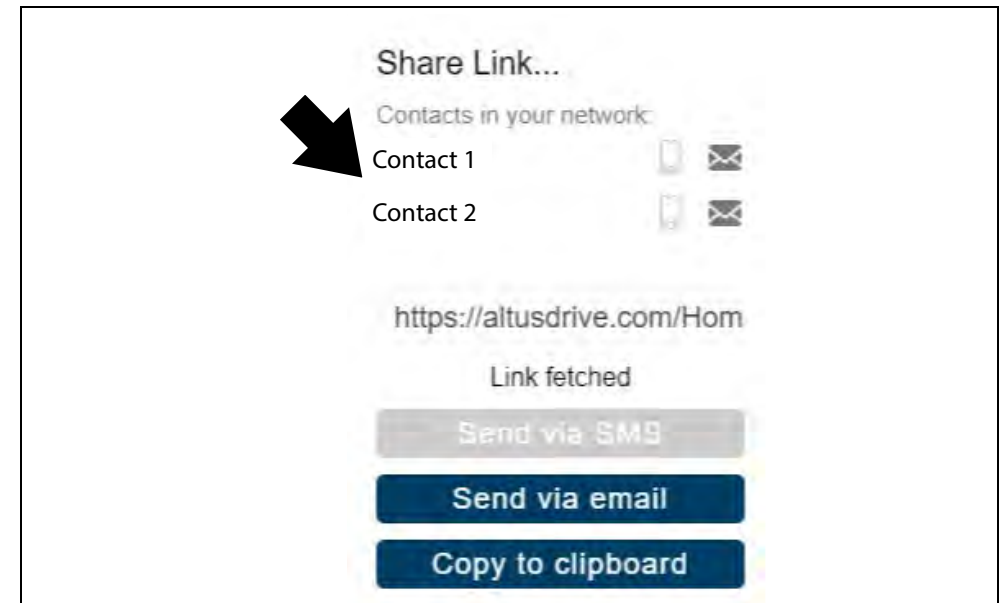 Share Link...
Contacts in your network:
Contact 1
Contact 2
https://altusdrive.com/Hom
Link fetched
Send via SMS
Send via email
Copy to clipboard